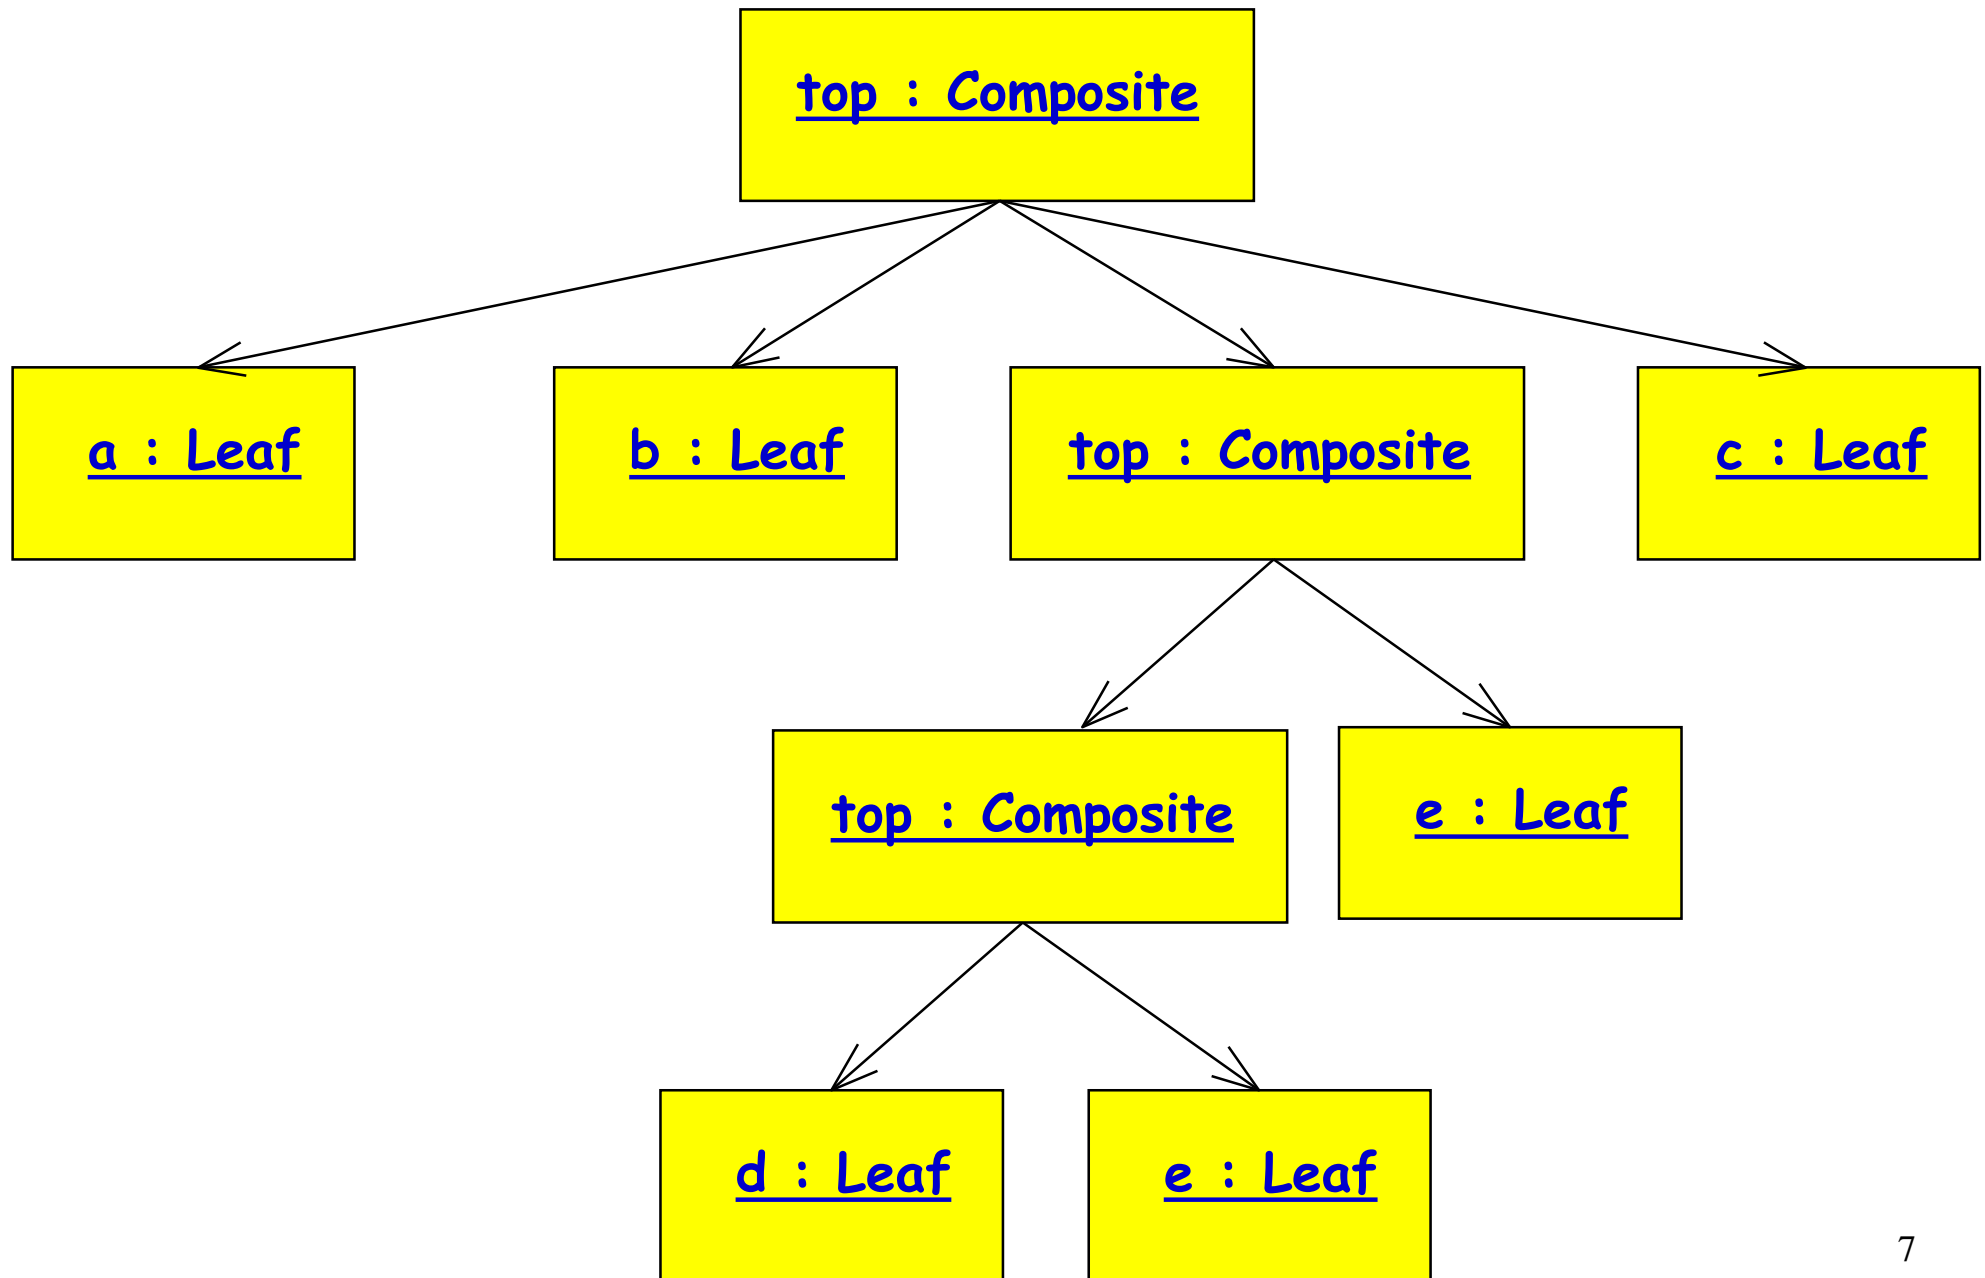 top : Composite
a : Leaf
b : Leaf
top : Composite
c : Leaf
top : Composite
e : Leaf
d : Leaf
e : Leaf
7